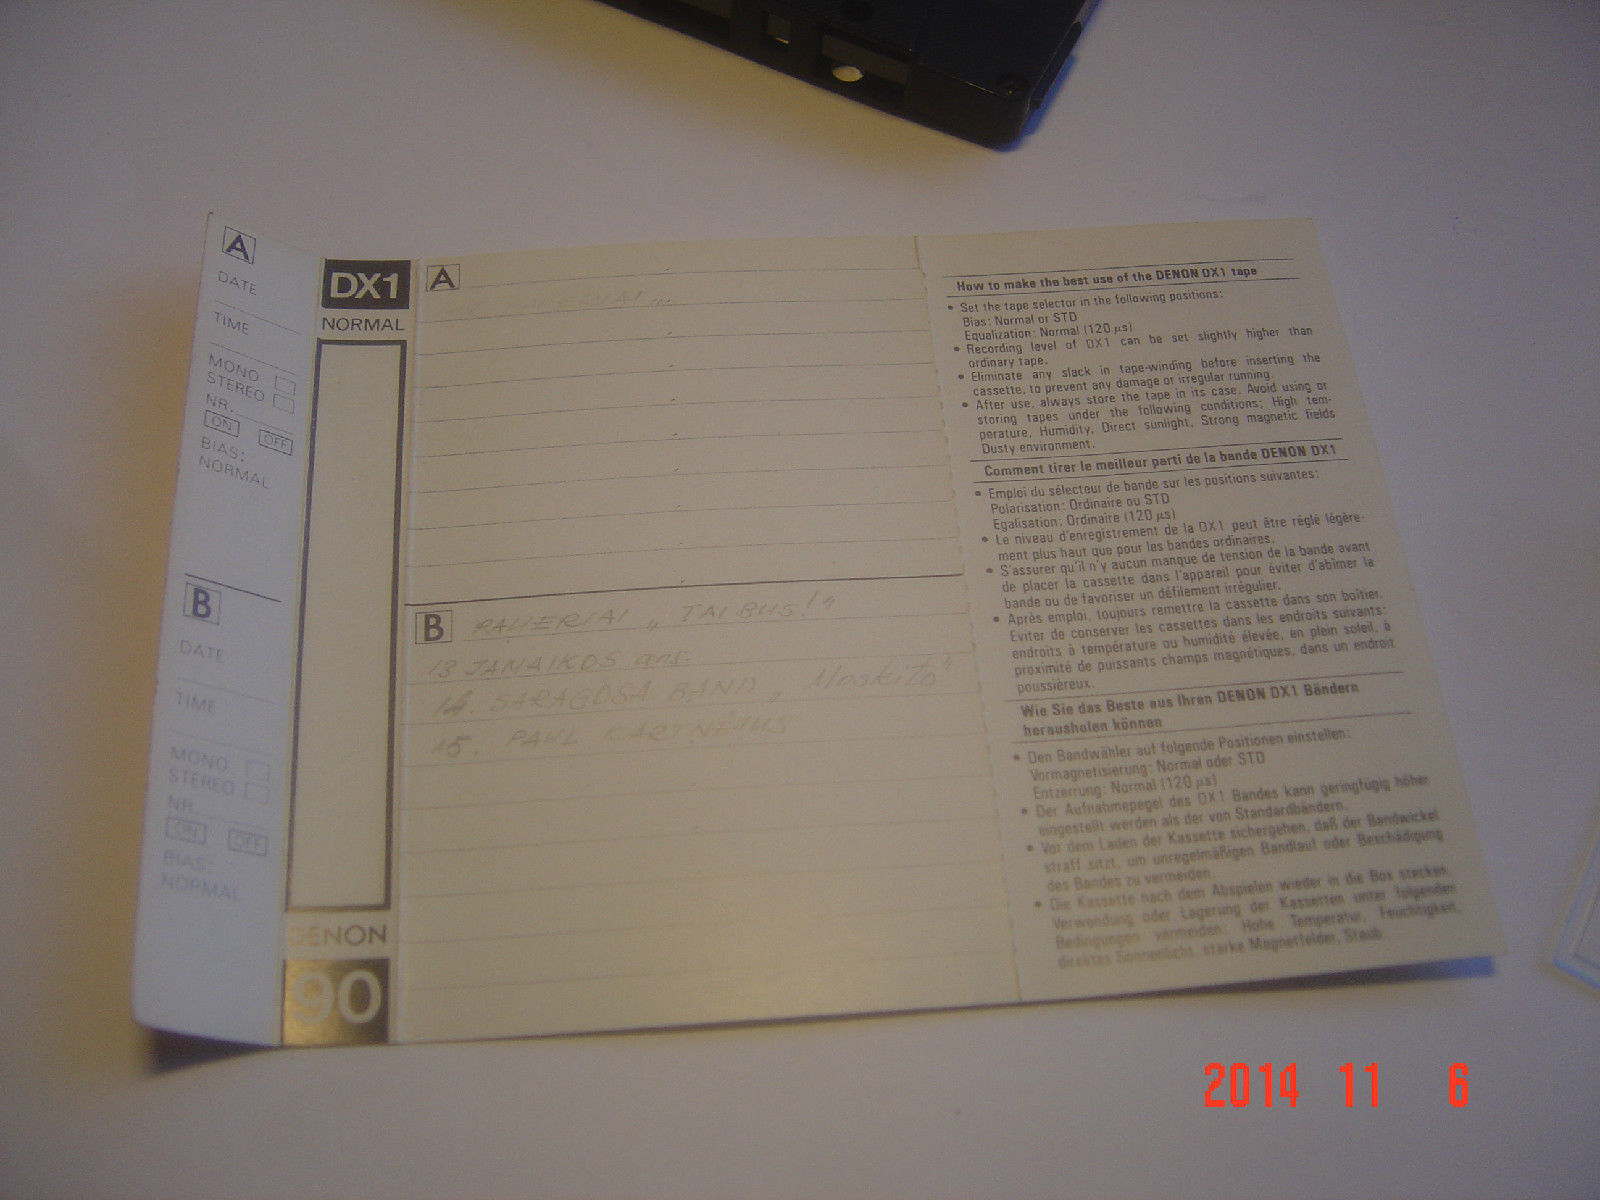 A
DATE
TIME
MONO
STEREO
NR.
ON OFF
BIAS:
NORMAL
B
DATE
TIME
MONO
STEREO
NR.
ON OFF
BIAS:
NORMAL
DX1
NORMAL
DENON
90
A
B „ TAI BUS!"
13 JANAIKOS ans.
14. SARAGOSA BAND „ Moskito"
15. PAUL
How to make the best use of the DENON DX1 tape
• Set the tape selector in the following positions:
Bias: Normal or STD
Equalization: Normal (120 μs)
• Recording level of DX1 can be set slightly higher than
ordinary tape.
• Eliminate any slack in tape-winding before inserting the
cassette, to prevent any damage or irregular running.
• After use, always store the tape in its case. Avoid using or
storing tapes under the following conditions; High tem-
perature, Humidity, Direct sunlight, Strong magnetic fields
Dusty environment.
Comment tirer le meilleur parti de la bande DENON DX1
• Emploi du sélecteur de bande sur les positions suivantes:
Polarisation: Ordinaire ou STD
Egalisation: Ordinaire (120 μs)
• Le niveau d'enregistrement de la DX1 peut être réglé légère-
ment plus haut que pour les bandes ordinaires.
• S'assurer qu'il n'y aucun manque de tension de la bande avant
de placer la cassette dans l'appareil pour éviter d'abîmer la
bande ou de favoriser un défilement irrégulier.
• Après emploi, toujours remettre la cassette dans son boîtier.
Eviter de conserver les cassettes dans les endroits suivants:
endroits à température ou humidité élevée, en plein soleil, à
proximité de puissants champs magnétiques, dans un endroit
poussiéreux.
Wie Sie das Beste aus Ihren DENON DX1 Bändern
herausholen können
• Den Bandwähler auf folgende Positionen einstellen:
Vormagnetisierung: Normal oder STD
Entzerrung: Normal (120 μs)
• Der Aufnahmepegel des DX1 Bandes kann geringfügig höher
eingestellt werden als der von Standardbändern.
• Vor dem Laden der Kassette sichergehen, daß der Bandwickel
straff sitzt, um unregelmäßigen Bandlauf oder Beschädigung
des Bandes zu vermeiden.
• Die Kassette nach dem Abspielen wieder in die Box stecken.
Verwendung oder Lagerung der Kassetten unter folgenden
Bedingungen vermeiden: Hohe Temperatur, Feuchtigkeit,
direktes Sonnenlicht, starke Magnetfelder, Staub.
2014 11 6